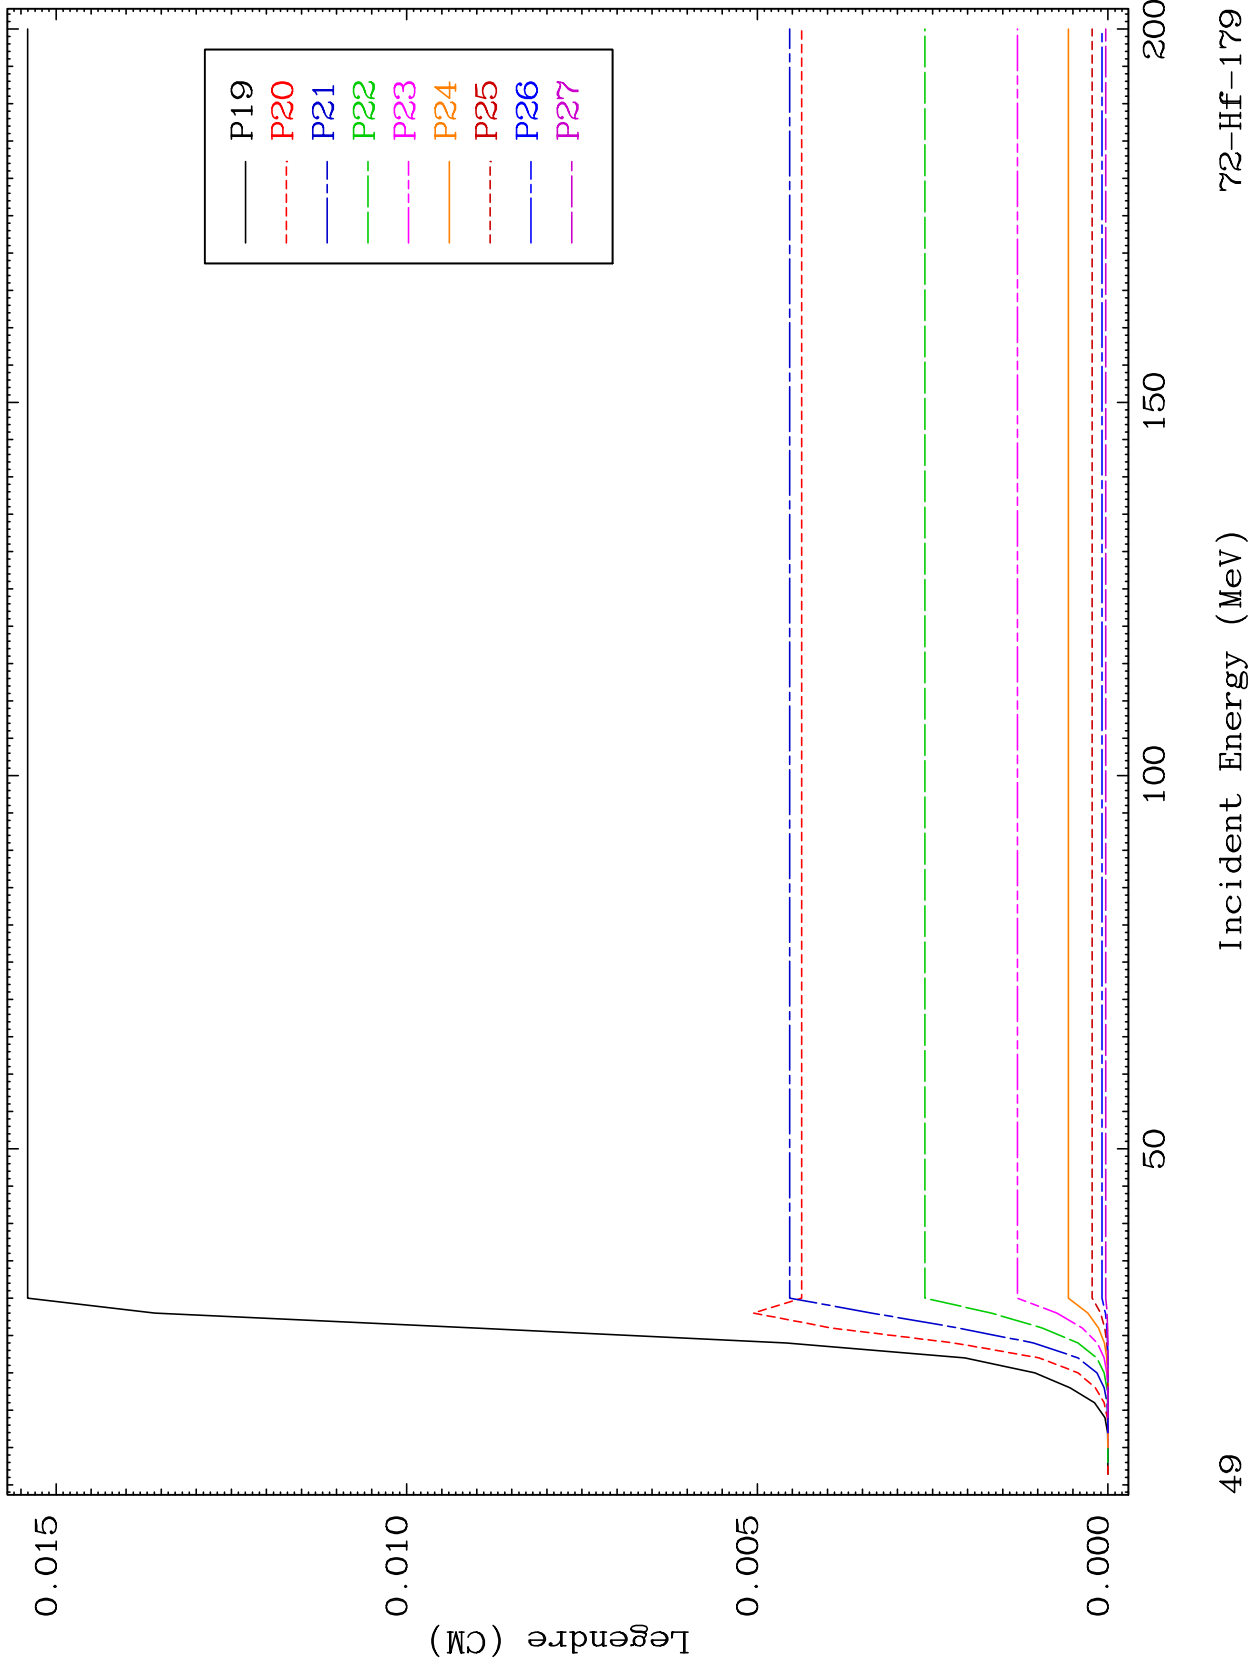 Legendre (CM)
0.015
0.010
0.005
0.000
P19
P20
P21
P22
P23
P24
P25
P26
P27
50
100
150
200
49
Incident Energy (MeV)
72-Hf-179